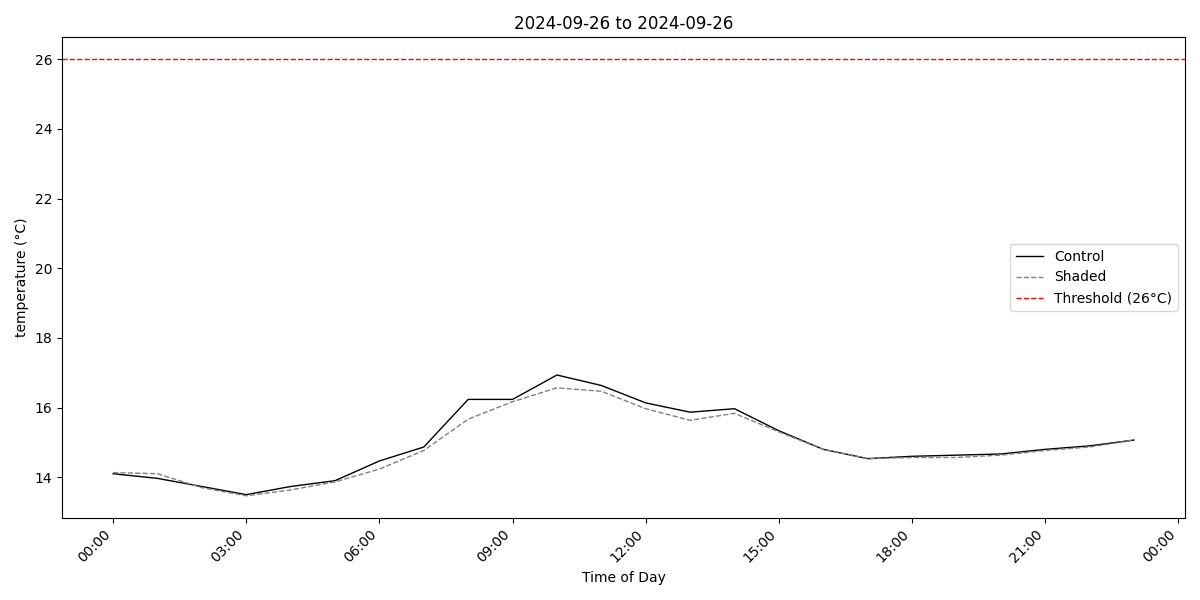 2024-09-26 to 2024-09-26
temperature (°C)
26
24
22
20
18
16
14
Control
Shaded
Threshold (26°C)
00:00
03:00
06:00
09:00
12:00
15:00
18:00
21:00
00:00
Time of Day